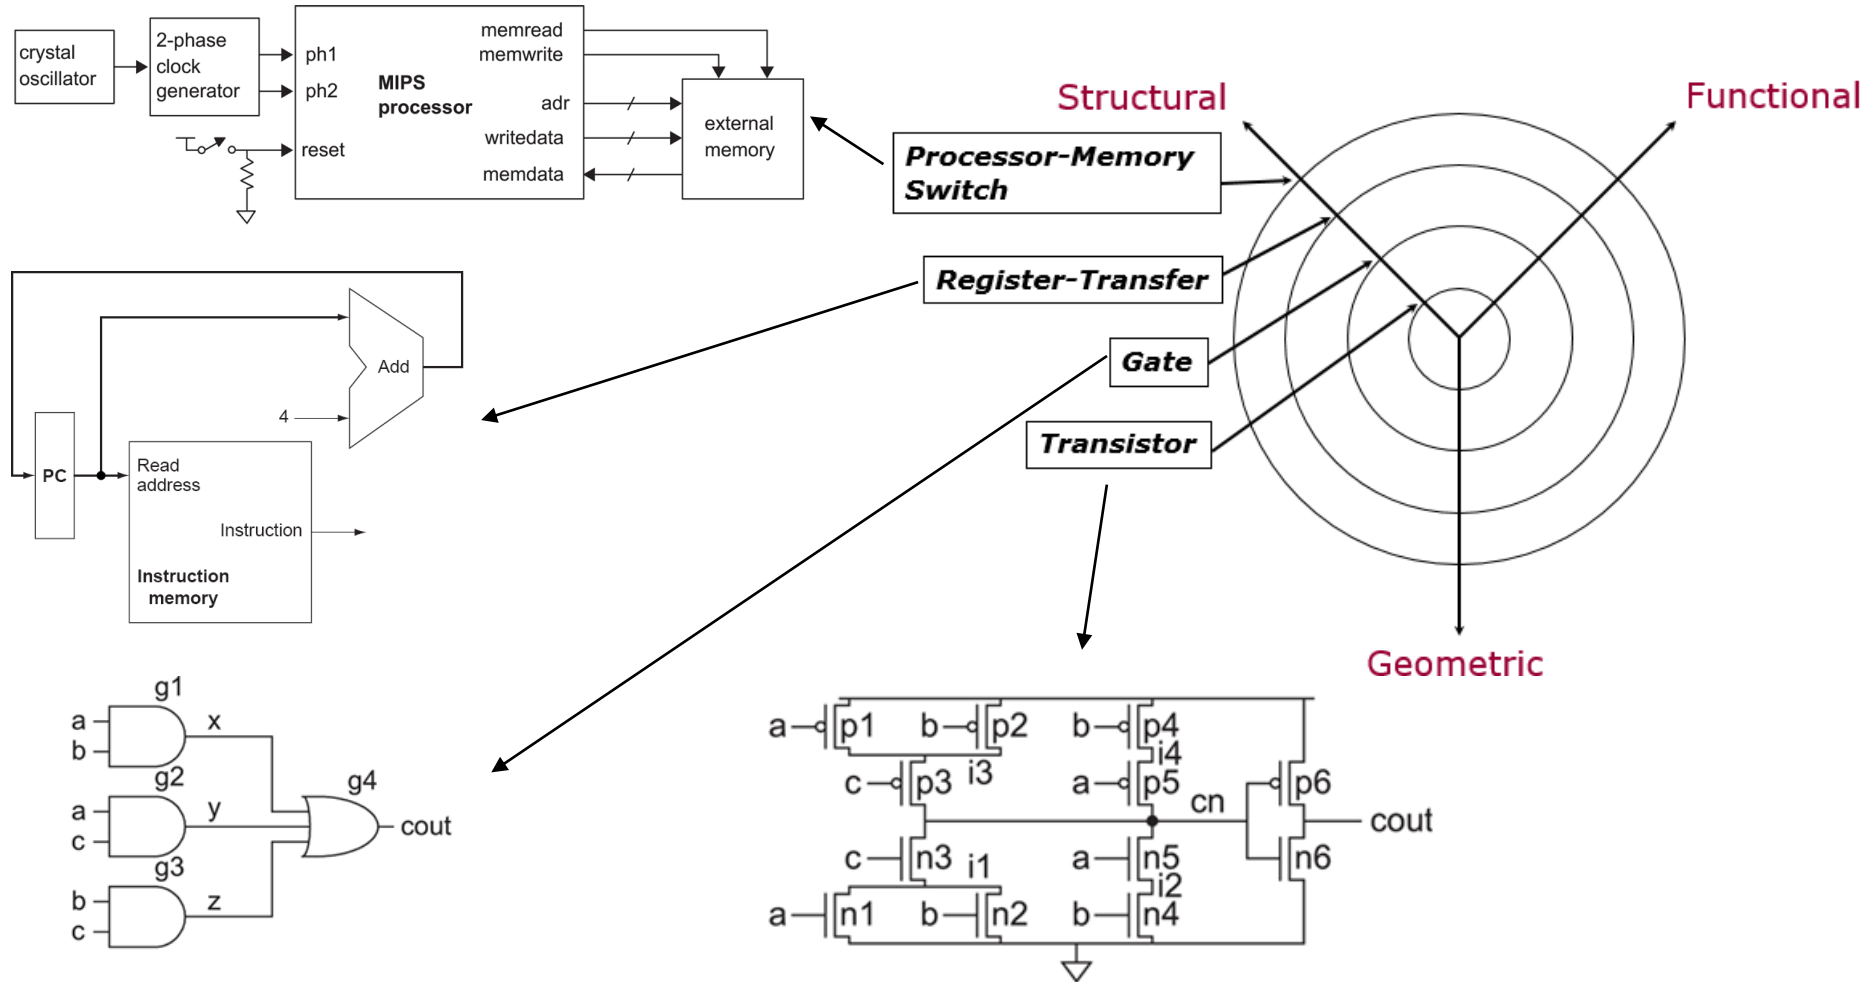 crystal
oscillator
2-phase
clock
generator
ph1
ph2
reset
MIPS
processor
memread
memwrite
adr
writedata
memdata
external
memory
Structural
Functional
Geometric
Processor-Memory
Switch
Register-Transfer
Gate
Transistor
Add
4
PC
Read
address
Instruction
Instruction
memory
g1
a
b
x
g2
a
c
y
g3
b
c
z
g4
cout
a
p1
b
p2
b
p4
i4
c
p3
i3
a
p5
cn
p6
cout
c
n3
i1
a
n5
i2
n6
a
n1
b
n2
b
n4